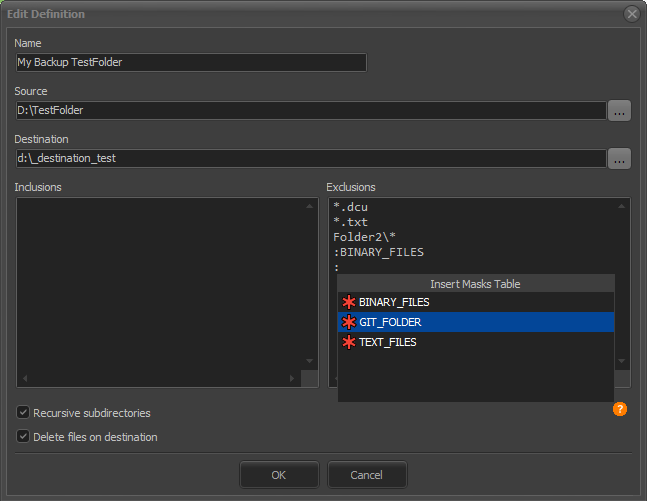 Edit Definition
Name
My Backup TestFolder
Source
D:\TestFolder
...
Destination
d:\_destination_test
...
Inclusions
Exclusions
*.dcu
*.txt
Folder2\*
:BINARY_FILES
:
Insert Masks Table
BINARY_FILES
GIT_FOLDER
TEXT_FILES
?
Recursive subdirectories
Delete files on destination
OK
Cancel